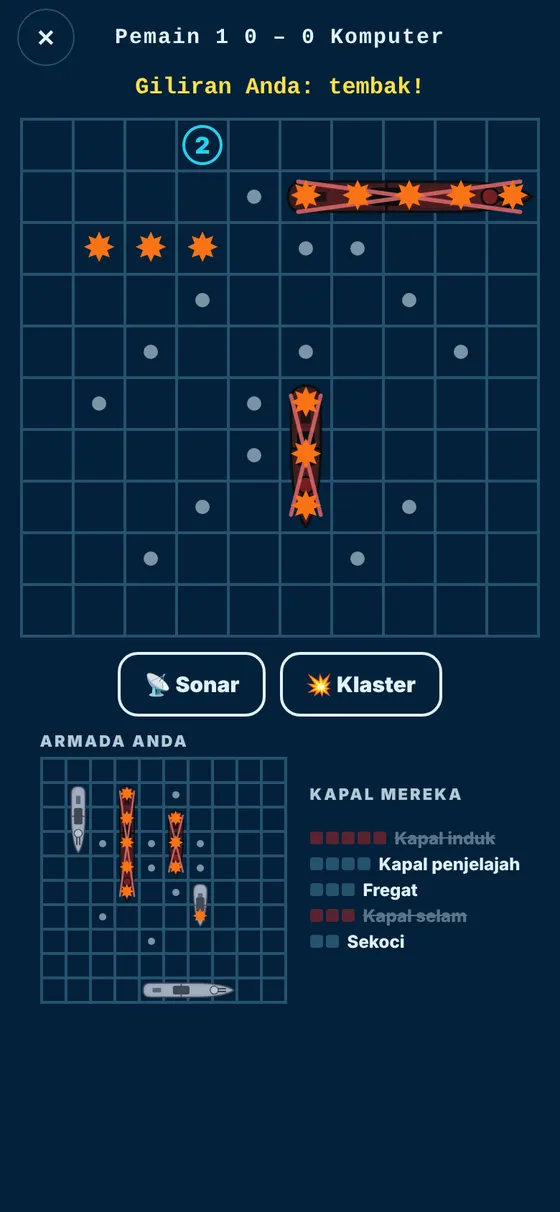 Pemain 1 0 – 0 Komputer
Giliran Anda: tembak!
2
Sonar
Klaster
ARMADA ANDA
KAPAL MEREKA
Kapal induk
Kapal penjelajah
Fregat
Kapal selam
Sekoci